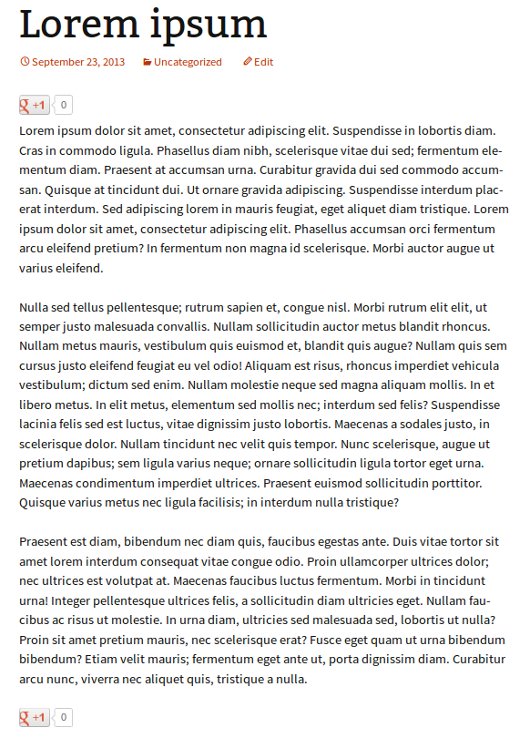 Lorem ipsum
September 23, 2013 Uncategorized Edit
g +1 0
Lorem ipsum dolor sit amet, consectetur adipiscing elit. Suspendisse in lobortis diam.
Cras in commodo ligula. Phasellus diam nibh, scelerisque vitae dui sed; fermentum ele-
mentum diam. Praesent at accumsan urna. Curabitur gravida dui sed commodo accum-
san. Quisque at tincidunt dui. Ut ornare gravida adipiscing. Suspendisse interdum plac-
erat interdum. Sed adipiscing lorem in mauris feugiat, eget aliquet diam tristique. Lorem
ipsum dolor sit amet, consectetur adipiscing elit. Phasellus accumsan orci fermentum
arcu eleifend pretium? In fermentum non magna id scelerisque. Morbi auctor augue ut
varius eleifend.
Nulla sed tellus pellentesque; rutrum sapien et, congue nisl. Morbi rutrum elit elit, ut
semper justo malesuada convallis. Nullam sollicitudin auctor metus blandit rhoncus.
Nullam metus mauris, vestibulum quis euismod et, blandit quis augue? Nullam quis sem
cursus justo eleifend feugiat eu vel odio! Aliquam est risus, rhoncus imperdiet vehicula
vestibulum; dictum sed enim. Nullam molestie neque sed magna aliquam mollis. In et
libero metus. In elit metus, elementum sed mollis nec; interdum sed felis? Suspendisse
lacinia felis sed est luctus, vitae dignissim justo lobortis. Maecenas a sodales justo, in
scelerisque dolor. Nullam tincidunt nec velit quis tempor. Nunc scelerisque, augue ut
pretium dapibus; sem ligula varius neque; ornare sollicitudin ligula tortor eget urna.
Maecenas condimentum imperdiet ultrices. Praesent euismod sollicitudin porttitor.
Quisque varius metus nec ligula facilisis; in interdum nulla tristique?
Praesent est diam, bibendum nec diam quis, faucibus egestas ante. Duis vitae tortor sit
amet lorem interdum consequat vitae congue odio. Proin ullamcorper ultrices dolor;
nec ultrices est volutpat at. Maecenas faucibus luctus fermentum. Morbi in tincidunt
urna! Integer pellentesque ultrices felis, a sollicitudin diam ultricies eget. Nullam fau-
cibus ac risus ut molestie. In urna diam, ultricies sed malesuada sed, lobortis ut nulla?
Proin sit amet pretium mauris, nec scelerisque erat? Fusce eget quam ut urna bibendum
bibendum? Etiam velit mauris; fermentum eget ante ut, porta dignissim diam. Curabitur
arcu nunc, viverra nec aliquet quis, tristique a nulla.
g +1 0